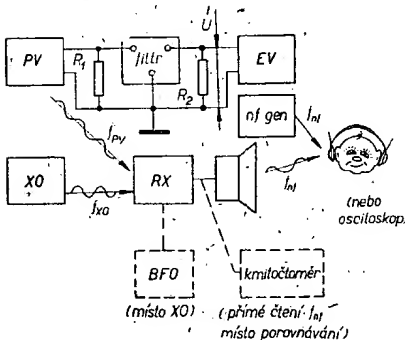 U
PV
R1
filtr
R2
EV
fPV
nf gen
fnf
XO
fXO
RX
fnf
(nebo
osciloskop)
BFO
(místo XO)
kmitočtoměr
(přímé čtení fnf
místo porovnávání)